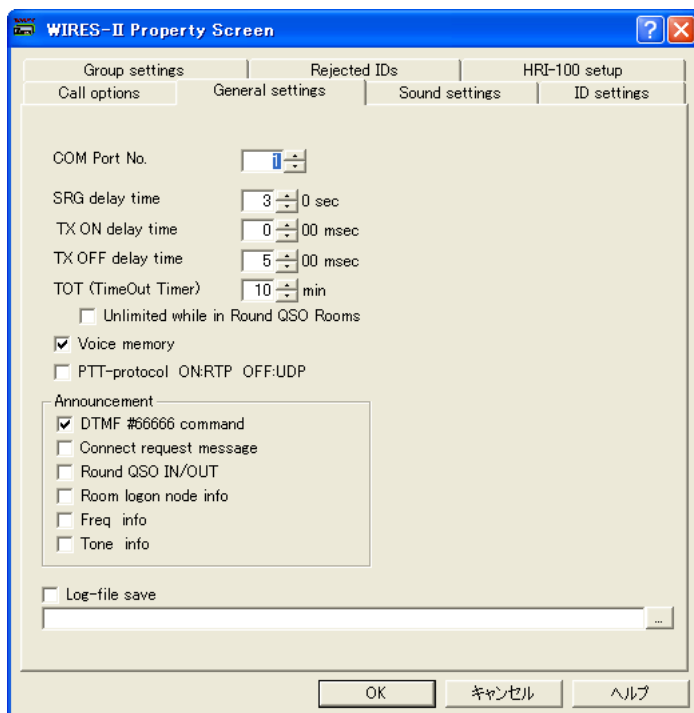 WIRES-II Property Screen
Group settings Rejected IDs HRI-100 setup
Call options General settings Sound settings ID settings
COM Port No. 1
SRG delay time 3 0 sec
TX ON delay time 0 00 msec
TX OFF delay time 5 00 msec
TOT (TimeOut Timer) 10 min
Unlimited while in Round QSO Rooms
Voice memory
PTT-protocol ON:RTP OFF:UDP
Announcement
DTMF #66666 command
Connect request message
Round QSO IN/OUT
Room logon node info
Freq info
Tone info
Log-file save
...
OK キャンセル ヘルプ